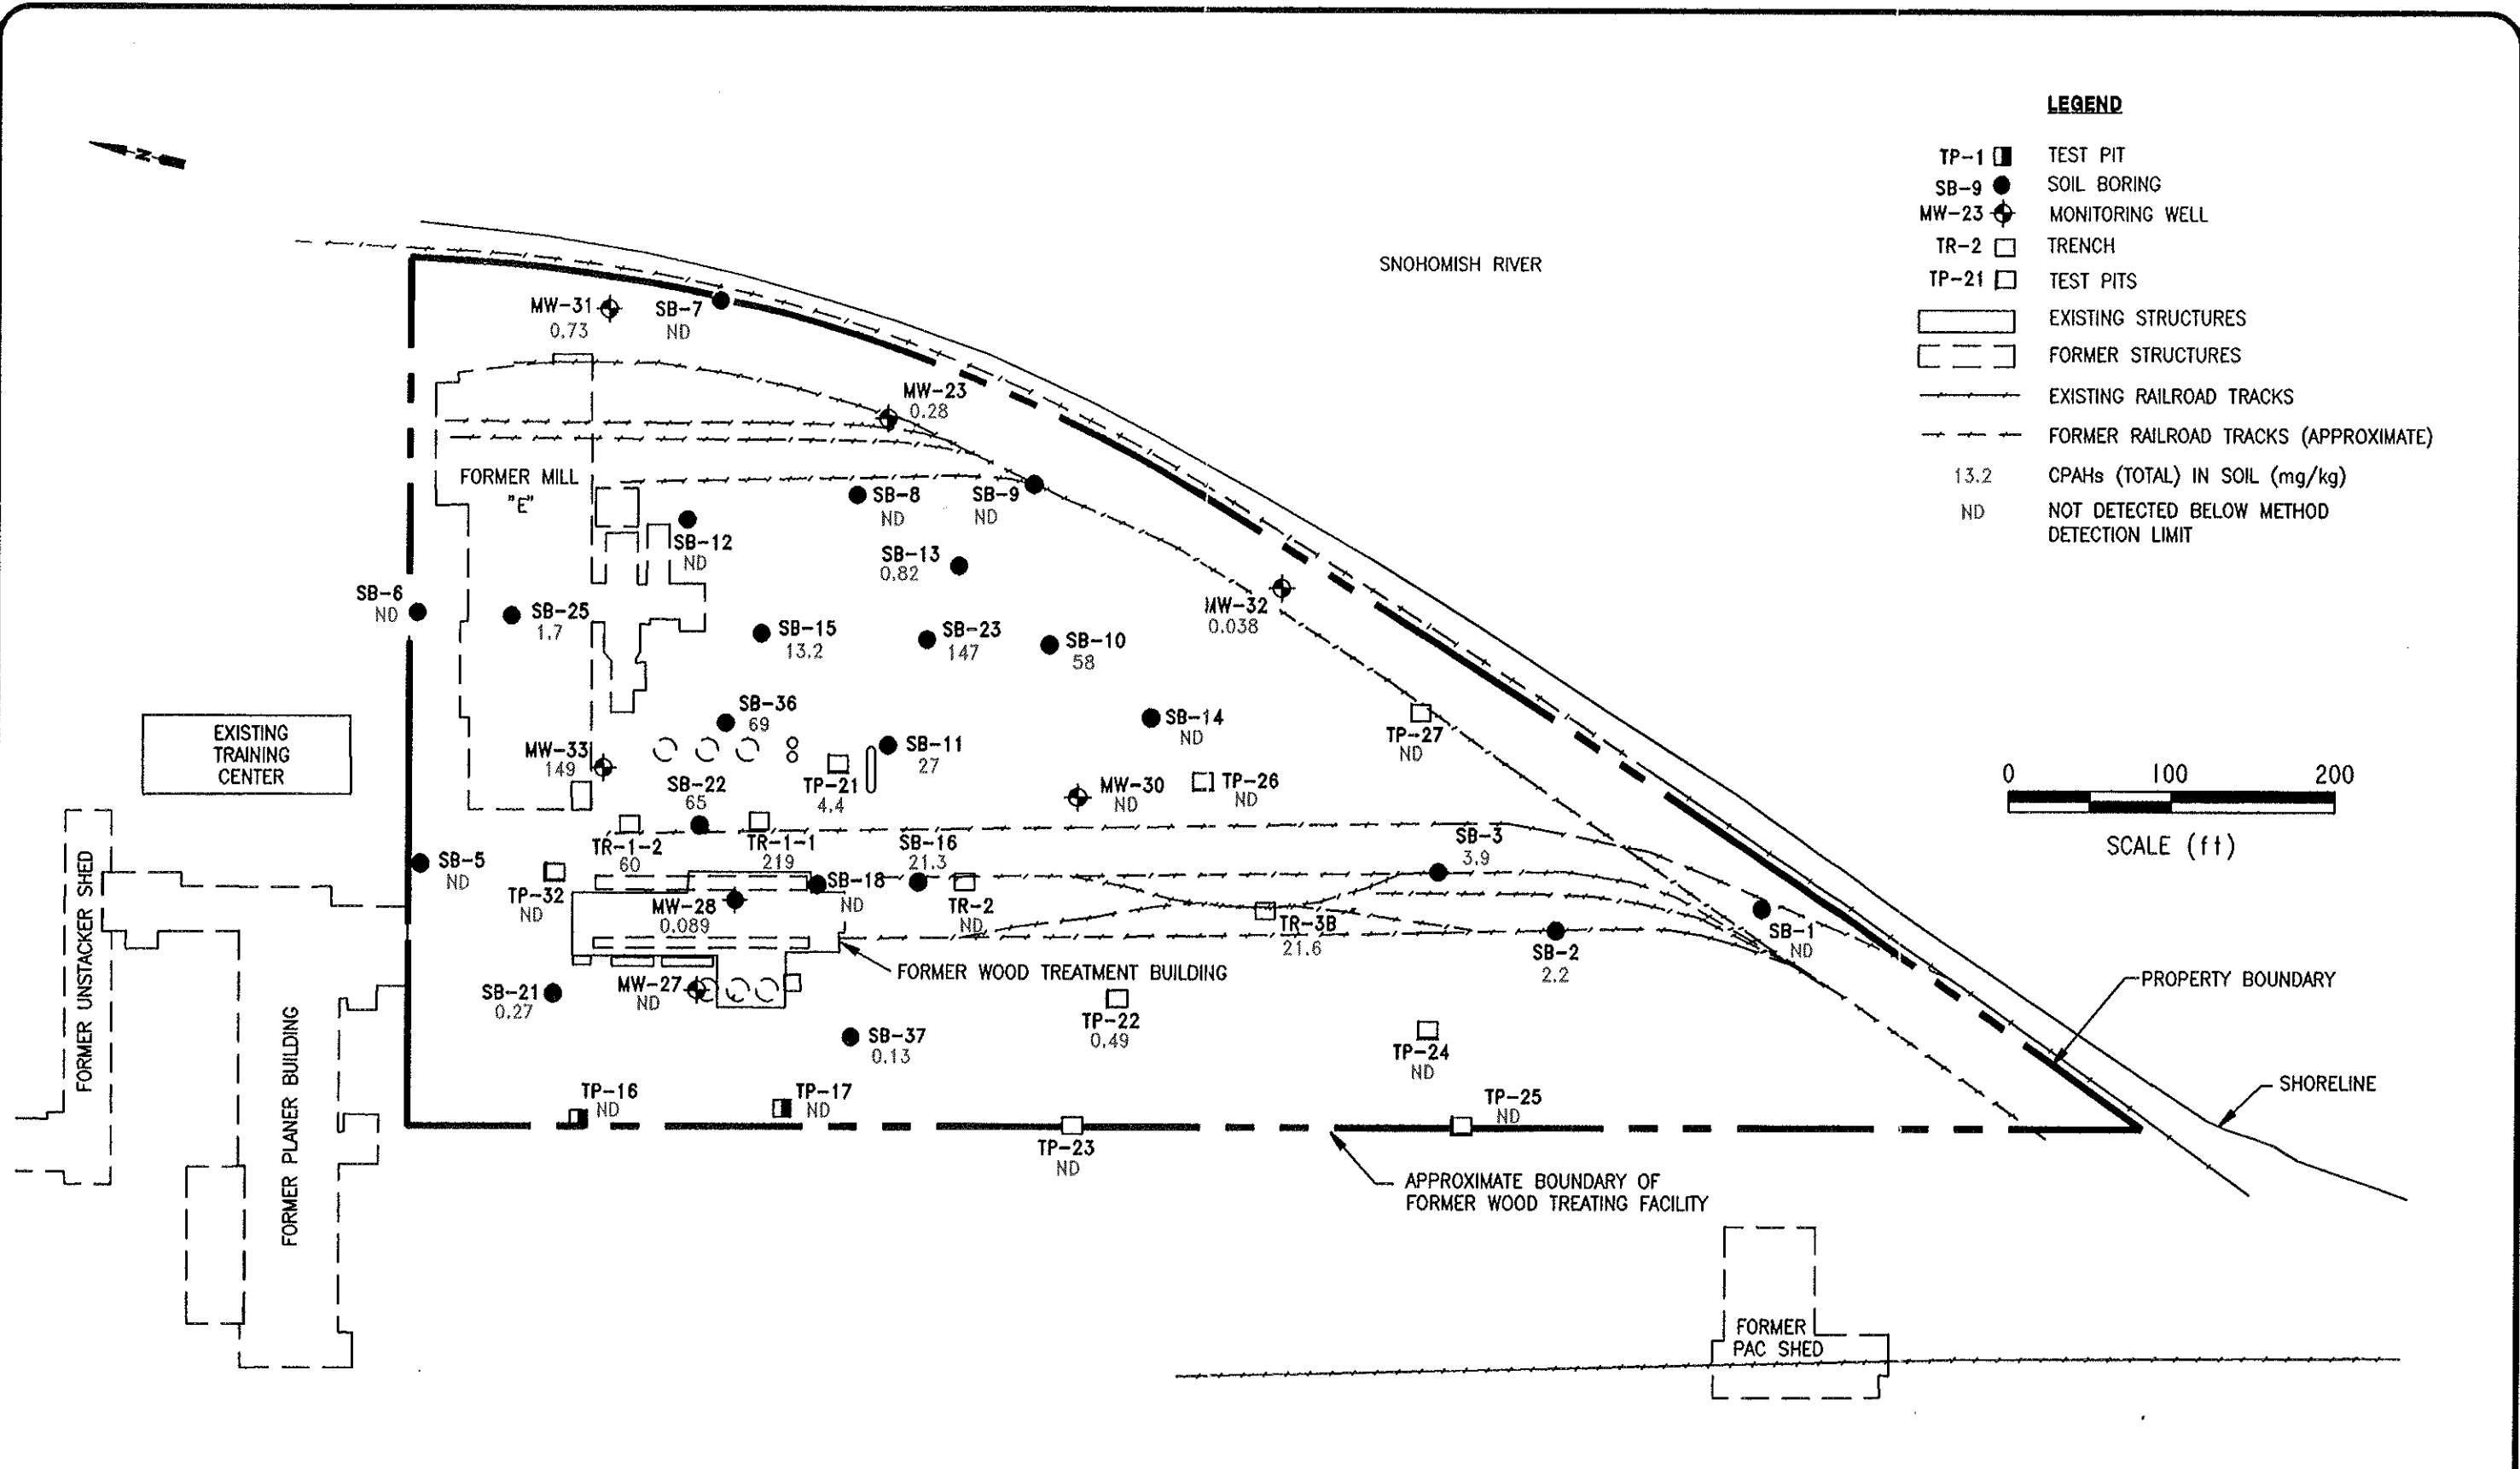 LEGEND
TP-1 TEST PIT
SB-9 SOIL BORING
MW-23 MONITORING WELL
TR-2 TRENCH
TP-21 TEST PITS
EXISTING STRUCTURES
FORMER STRUCTURES
EXISTING RAILROAD TRACKS
FORMER RAILROAD TRACKS (APPROXIMATE)
13.2 CPAHs (TOTAL) IN SOIL (mg/kg)
ND NOT DETECTED BELOW METHOD
DETECTION LIMIT
N
SNOHOMISH RIVER
MW-31
0.73
SB-7
ND
MW-23
0.28
FORMER MILL
"E"
SB-8
ND
SB-9
ND
SB-12
ND
SB-13
0.82
SB-6
ND
SB-25
1.7
SB-15
13.2
SB-23
147
SB-10
58
MW-32
0.038
SB-36
69
SB-14
ND
TP-27
ND
EXISTING
TRAINING
CENTER
MW-33
149
SB-22
65
TP-21
4.4
SB-11
27
MW-30
ND
TP-26
ND
0 100 200
SCALE (ft)
TR-1-2
60
TR-1-1
219
SB-16
21.3
SB-3
3.9
SB-5
ND
TP-32
ND
MW-28
0.089
SB-18
ND
TR-2
ND
TR-3B
21.6
SB-2
2.2
SB-1
ND
FORMER WOOD TREATMENT BUILDING
PROPERTY BOUNDARY
SB-21
0.27
MW-27
ND
TP-22
0.49
SB-37
0.13
TP-24
ND
SHORELINE
FORMER UNSTACKER SHED
FORMER PLANER BUILDING
TP-16
ND
TP-17
ND
TP-23
ND
TP-25
ND
APPROXIMATE BOUNDARY OF
FORMER WOOD TREATING FACILITY
FORMER
PAC SHED